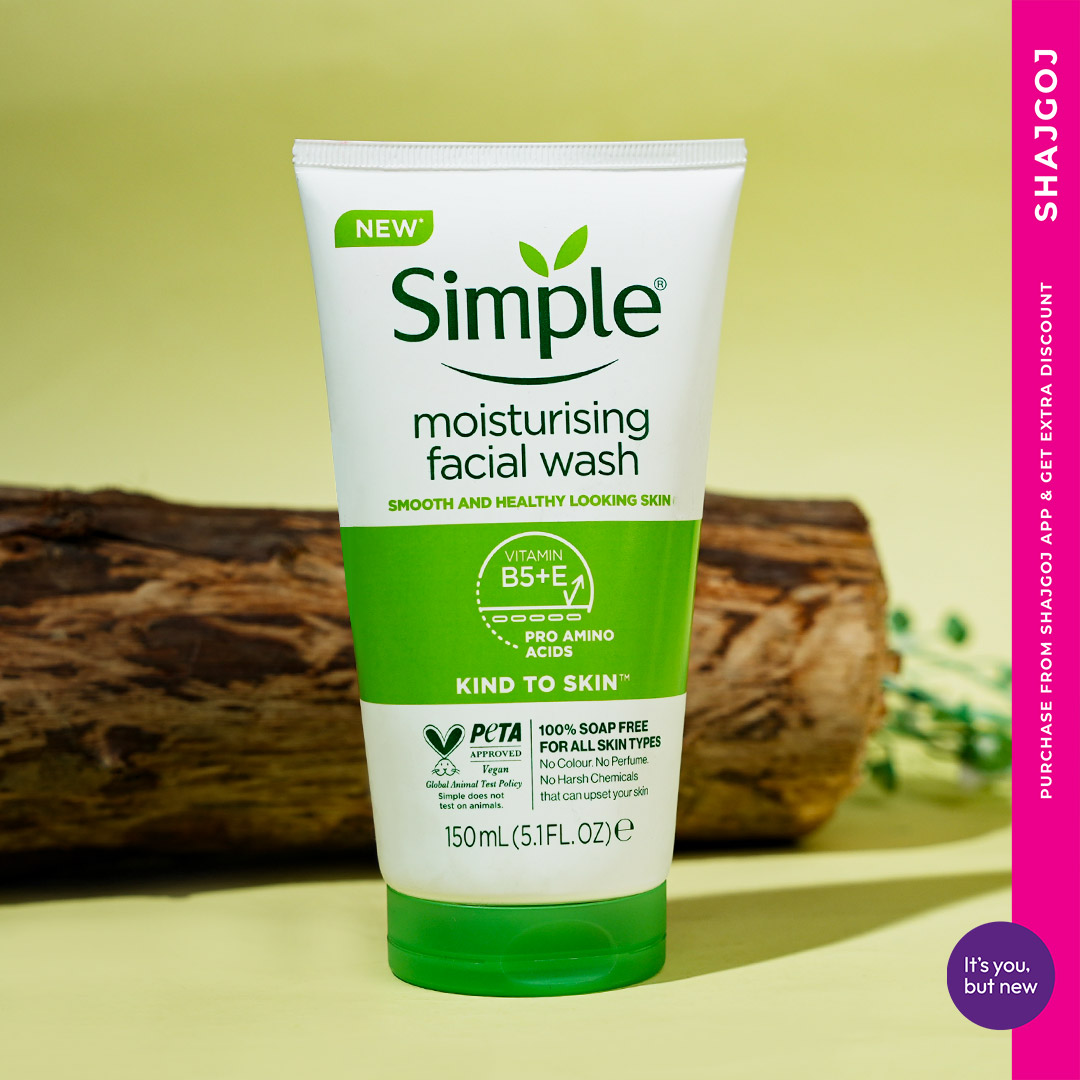 NEW*
Simple®
moisturising
facial wash
SMOOTH AND HEALTHY LOOKING SKIN
VITAMIN
B5+E
PRO AMINO
ACIDS
KIND TO SKIN™
PETA
APPROVED
Vegan
Global Animal Test Policy
Simple does not
test on animals.
100% SOAP FREE
FOR ALL SKIN TYPES
No Colour. No Perfume.
No Harsh Chemicals
that can upset your skin
150 mL (5.1 FL. OZ) ℮
SHAJGOJ
PURCHASE FROM SHAJGOJ APP & GET EXTRA DISCOUNT
It's you,
but new